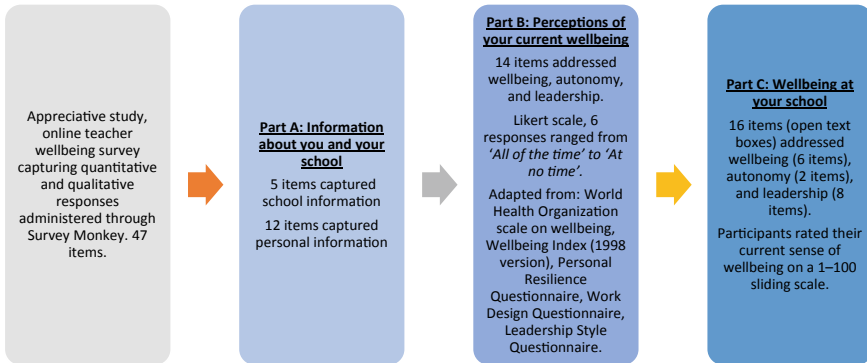 Appreciative study,
online teacher
wellbeing survey
capturing quantitative
and qualitative
responses
administered through
Survey Monkey. 47
items.
Part A: Information
about you and your
school
5 items captured
school information
12 items captured
personal information
Part B: Perceptions of
your current wellbeing
14 items addressed
wellbeing, autonomy,
and leadership.
Likert scale, 6
responses ranged from
‘All of the time’ to ‘At
no time’.
Adapted from: World
Health Organization
scale on wellbeing,
Wellbeing Index (1998
version), Personal
Resilience
Questionnaire, Work
Design Questionnaire,
Leadership Style
Questionnaire.
Part C: Wellbeing at
your school
16 items (open text
boxes) addressed
wellbeing (6 items),
autonomy (2 items),
and leadership (8
items).
Participants rated their
current sense of
wellbeing on a 1–100
sliding scale.